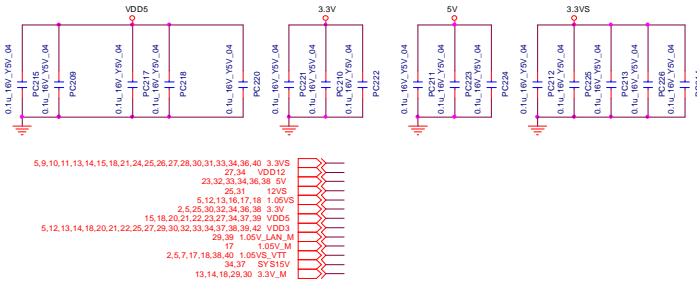 VDD5
3.3V
5V
3.3VS
0.1u_16V_Y5V_04
PC215
0.1u_16V_Y5V_04
PC209
0.1u_16V_Y5V_04
PC217
0.1u_16V_Y5V_04
PC218
0.1u_16V_Y5V_04
PC220
0.1u_16V_Y5V_04
PC221
0.1u_16V_Y5V_04
PC210
0.1u_16V_Y5V_04
PC222
0.1u_16V_Y5V_04
PC211
0.1u_16V_Y5V_04
PC223
0.1u_16V_Y5V_04
PC224
0.1u_16V_Y5V_04
PC212
0.1u_16V_Y5V_04
PC225
0.1u_16V_Y5V_04
PC213
0.1u_16V_Y5V_04
PC226
0.1u_16V_Y5V_04
5,9,10,11,13,14,15,18,21,24,25,26,27,28,30,31,33,34,36,40 3.3VS
27,34 VDD12
23,32,33,34,36,38 5V
25,31 12VS
5,12,13,16,17,18 1.05VS
2,5,25,30,32,34,36,38 3.3V
15,18,20,21,22,23,27,34,37,39 VDD5
5,12,13,14,18,20,21,22,25,27,29,30,32,33,34,37,38,39,42 VDD3
29,39 1.05V_LAN_M
17 1.05V_M
2,5,7,17,18,38,40 1.05VS_VTT
34,37 SYS15V
13,14,18,29,30 3.3V_M